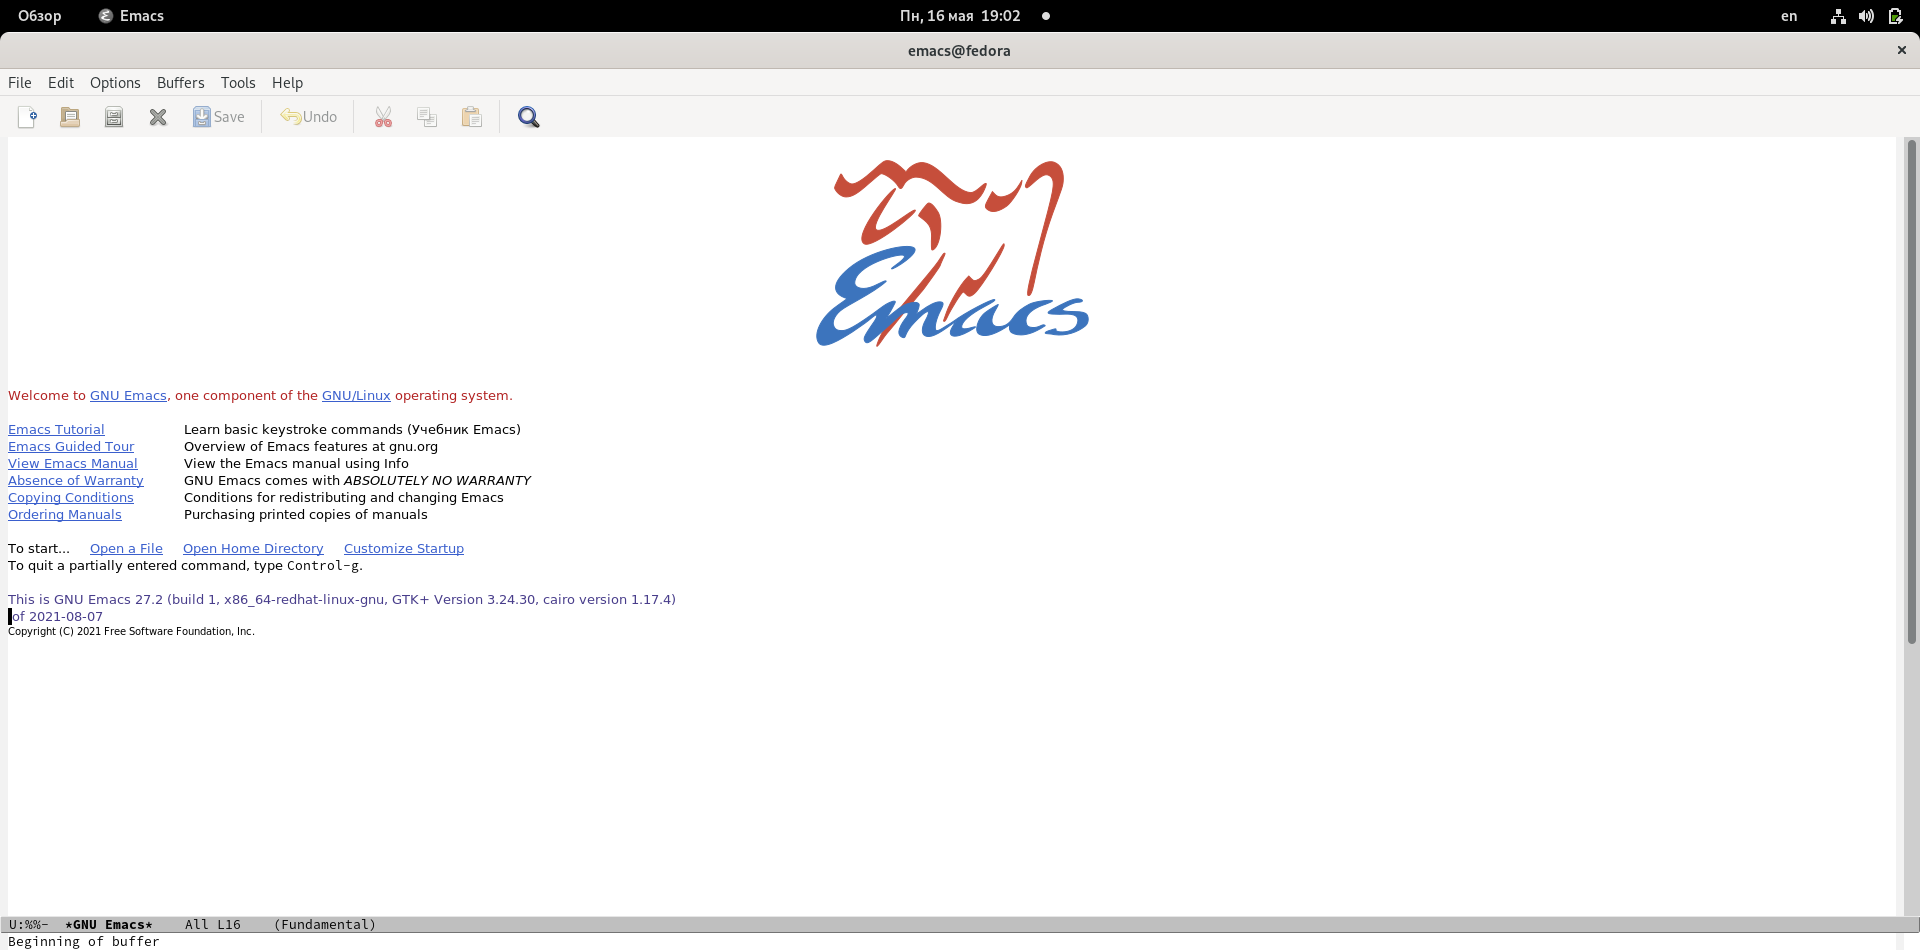 Обзор Emacs Пн, 16 мая 19:02 en
emacs@fedora
File Edit Options Buffers Tools Help
Save Undo
Emacs
Welcome to GNU Emacs, one component of the GNU/Linux operating system.
Emacs Tutorial Learn basic keystroke commands (Учебник Emacs)
Emacs Guided Tour Overview of Emacs features at gnu.org
View Emacs Manual View the Emacs manual using Info
Absence of Warranty GNU Emacs comes with ABSOLUTELY NO WARRANTY
Copying Conditions Conditions for redistributing and changing Emacs
Ordering Manuals Purchasing printed copies of manuals
To start... Open a File Open Home Directory Customize Startup
To quit a partially entered command, type Control-g.
This is GNU Emacs 27.2 (build 1, x86_64-redhat-linux-gnu, GTK+ Version 3.24.30, cairo version 1.17.4)
of 2021-08-07
Copyright (C) 2021 Free Software Foundation, Inc.
U:%%- *GNU Emacs* All L16 (Fundamental)
Beginning of buffer